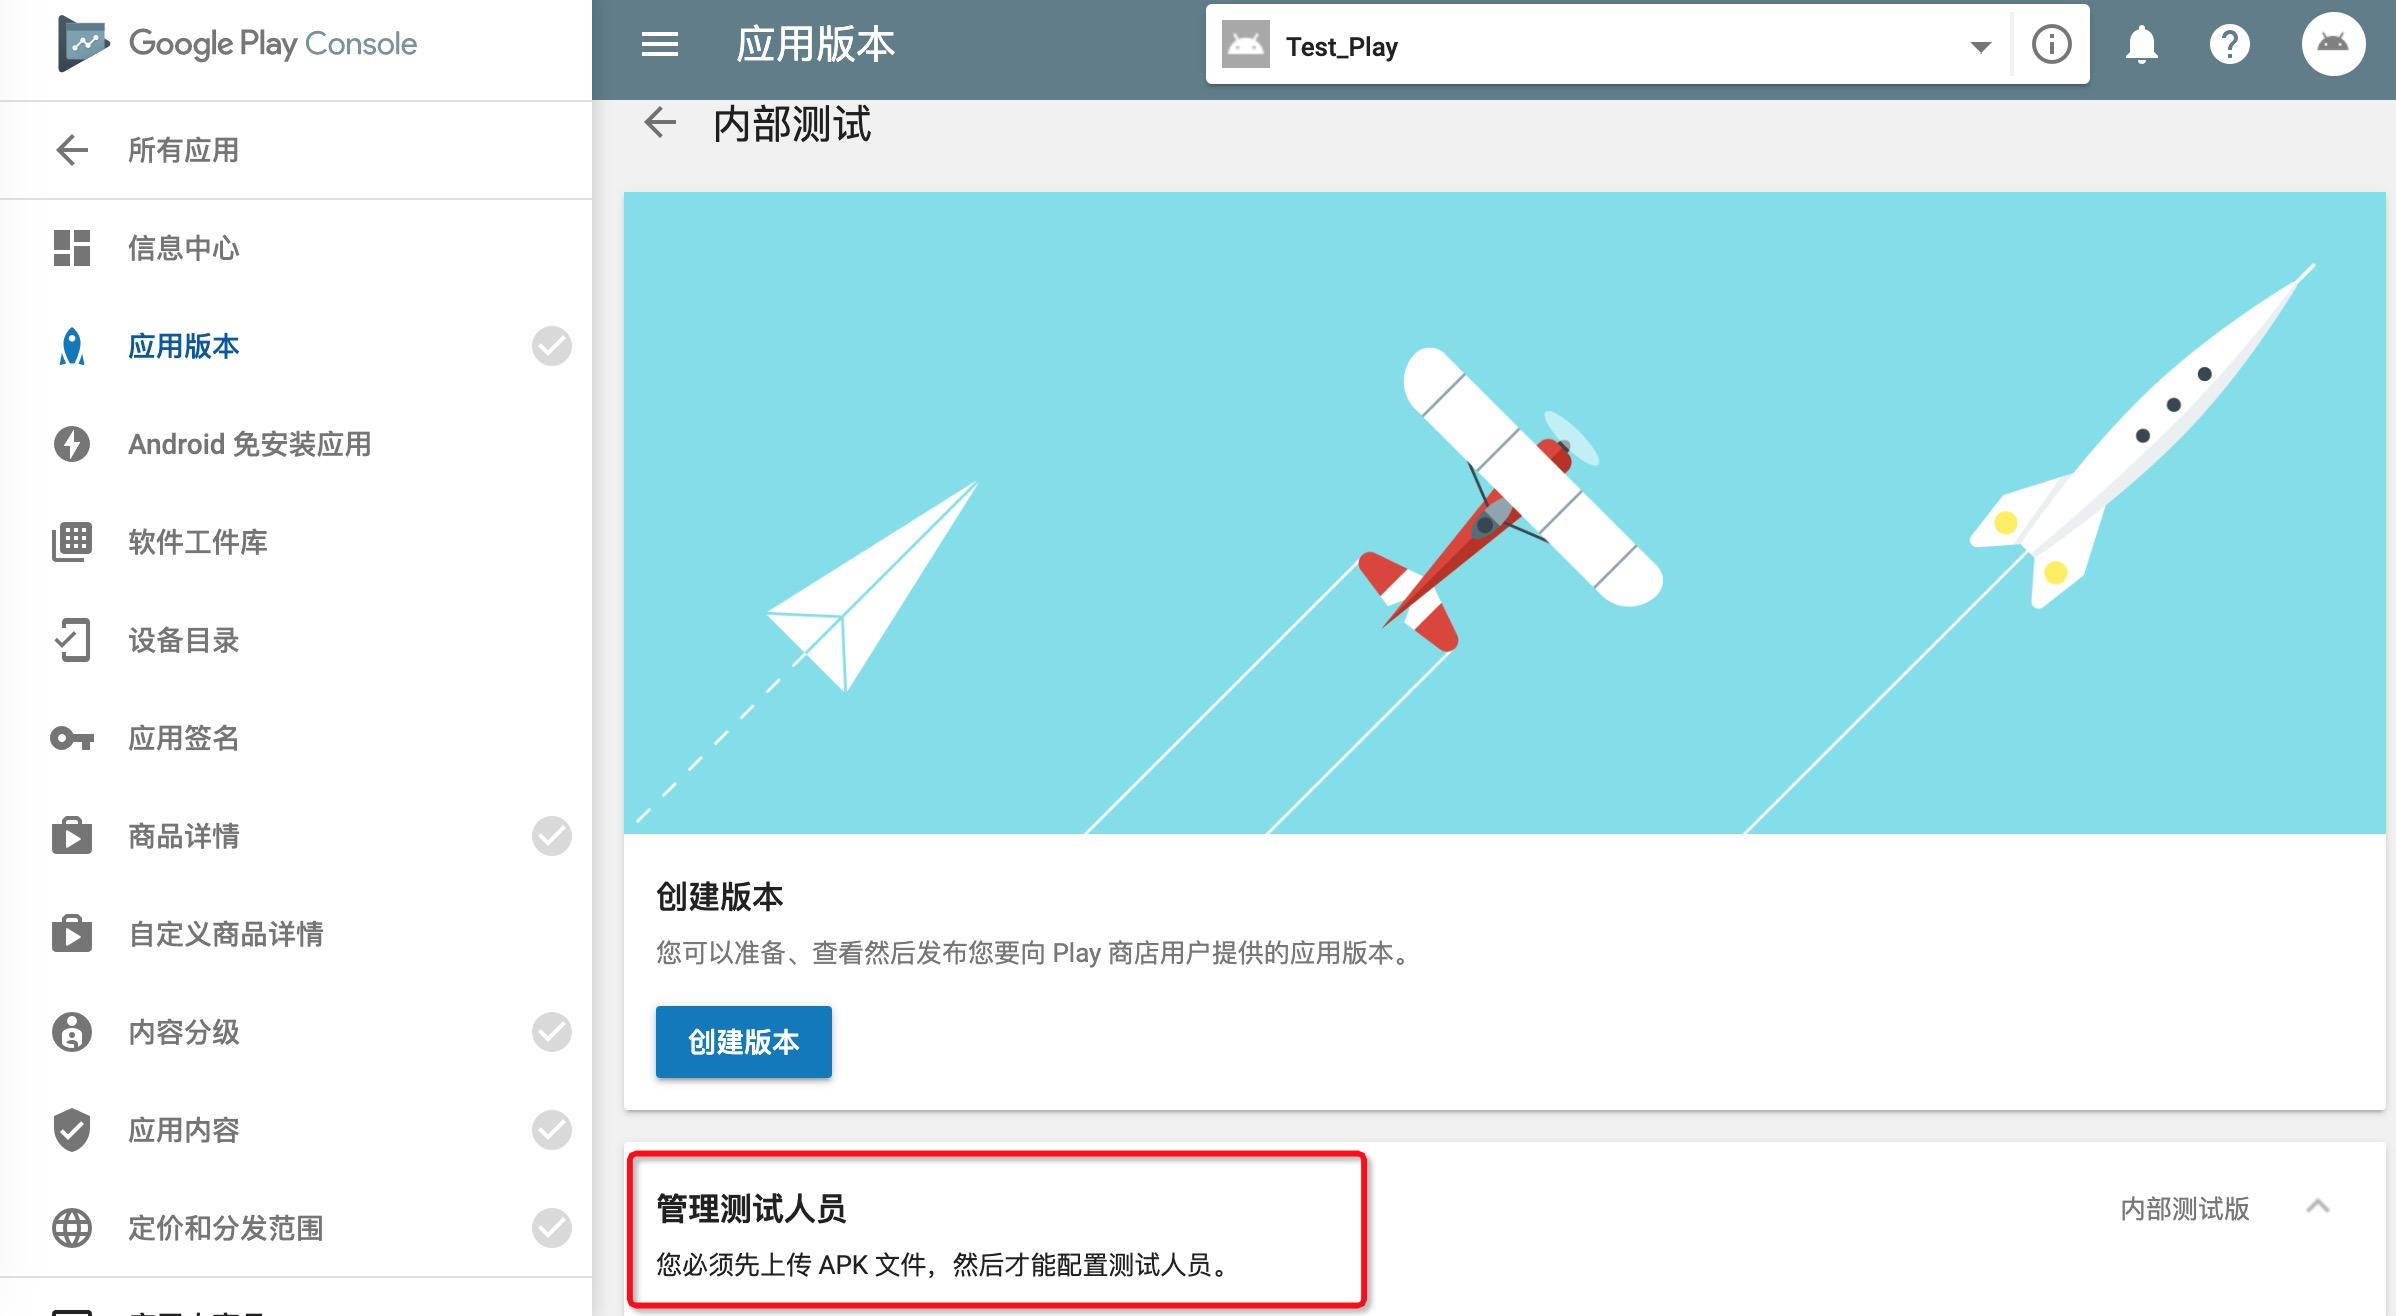 Google Play Console
所有应用
信息中心
应用版本
Android 免安装应用
软件工件库
设备目录
应用签名
商品详情
自定义商品详情
内容分级
应用内容
定价和分发范围
应用版本
Test_Play
内部测试
创建版本
您可以准备、查看然后发布您要向 Play 商店用户提供的应用版本。
创建版本
管理测试人员
您必须先上传 APK 文件，然后才能配置测试人员。
内部测试版